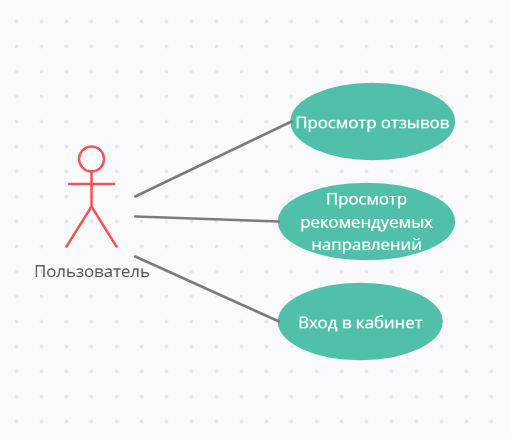 Просмотр отзывов
Просмотр
рекомендуемых
направлений
Пользователь
Вход в кабинет